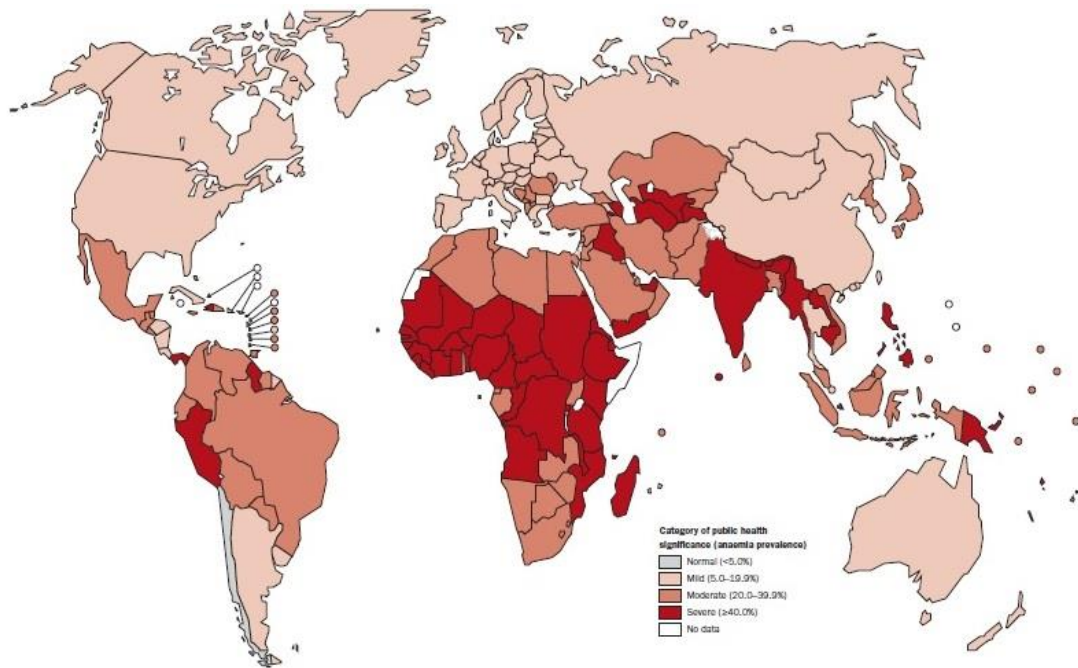 Category of public health
significance (anaemia prevalence)
Normal (<5.0%)
Mild (5.0–19.9%)
Moderate (20.0–39.9%)
Severe (≥40.0%)
No data